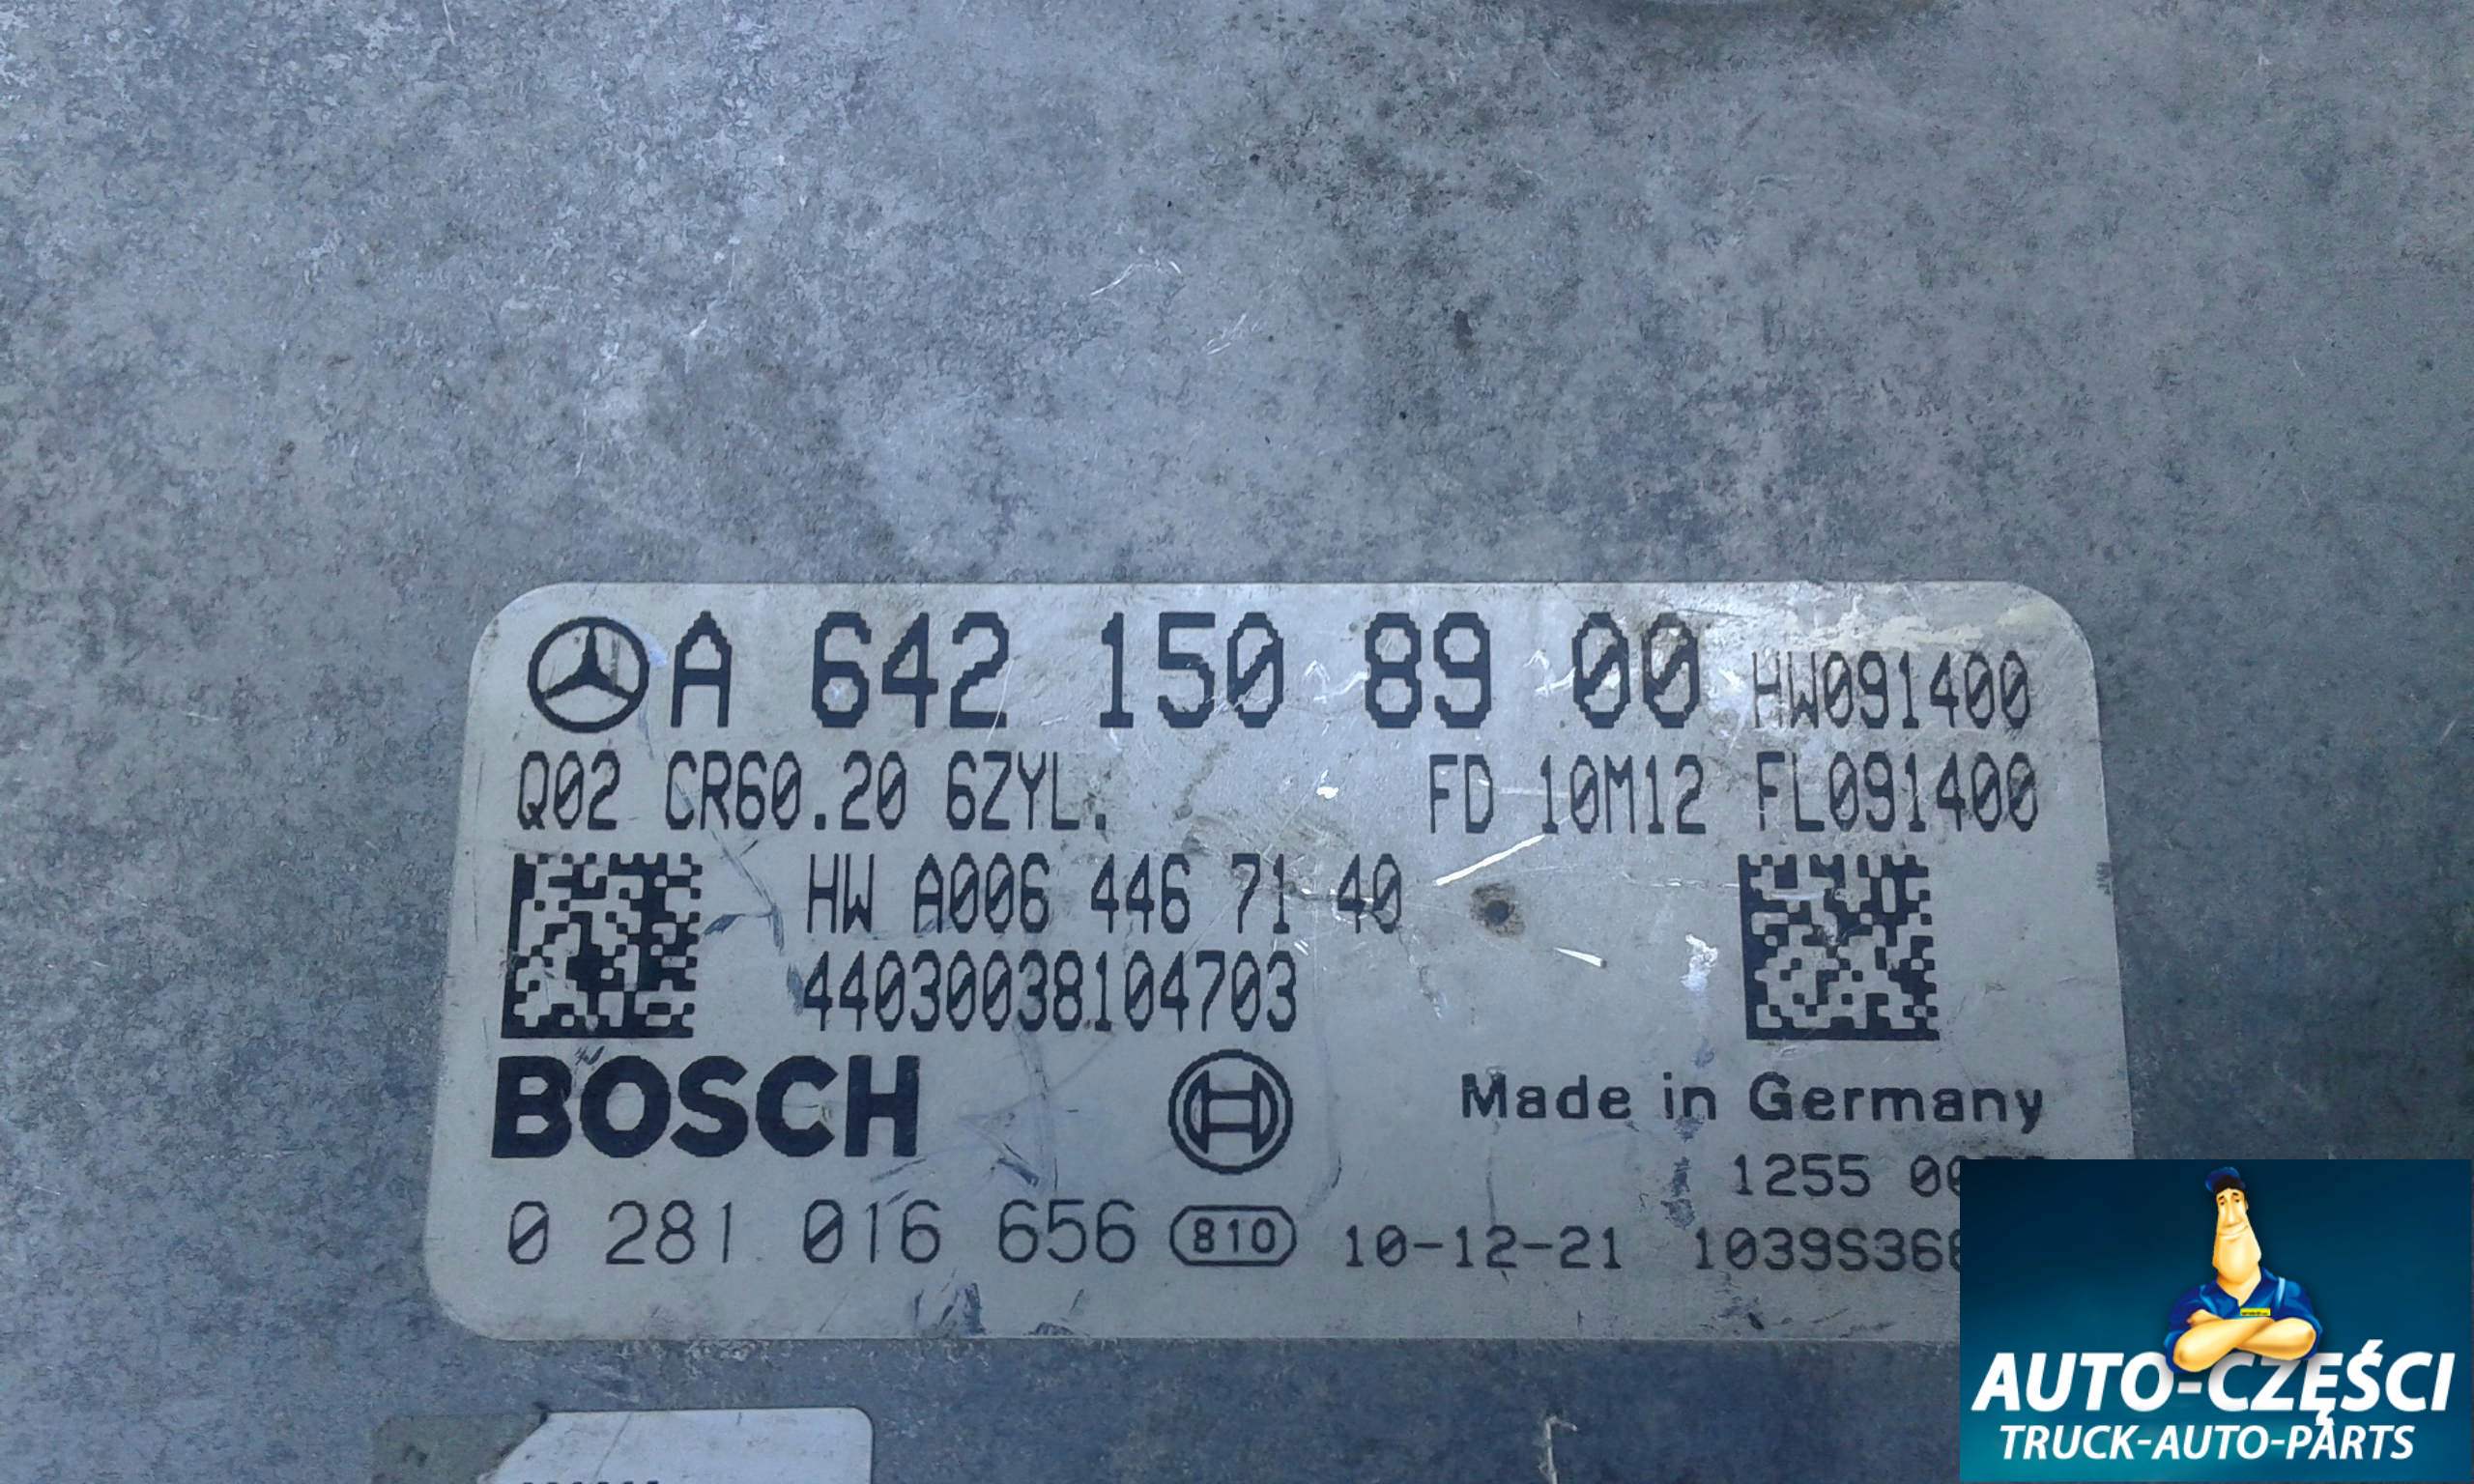 A 642 150 89 00 HW091400
Q02 CR60.20 6ZYL. FD 10M12 FL091400
HW A006 446 71 40
44030038104703
BOSCH
Made in Germany
1255
0 281 016 656 810 10-12-21
AUTO-CZĘŚCI
TRUCK-AUTO-PARTS